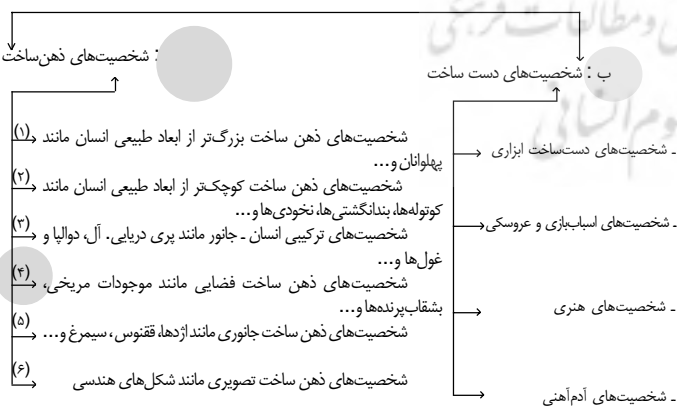 : شخصیت‌های ذهن‌ساخت
ب : شخصیت‌های دست ساخت
(۱) شخصیت‌های ذهن ساخت بزرگ‌تر از ابعاد طبیعی انسان مانند
پهلوانان و...
(۲) شخصیت‌های ذهن ساخت کوچک‌تر از ابعاد طبیعی انسان مانند
کوتوله‌ها، بندانگشتی‌ها، نخودی‌ها و...
(۳) شخصیت‌های ترکیبی انسان ـ جانور مانند پری دریایی. آل، دوالپا و
غول‌ها و...
(۴) شخصیت‌های ذهن ساخت فضایی مانند موجودات مریخی،
بشقاب‌پرنده‌ها و...
(۵) شخصیت‌های ذهن ساخت جانوری مانند اژدها، ققنوس، سیمرغ و...
(۶) شخصیت‌های ذهن ساخت تصویری مانند شکل‌های هندسی
ـ شخصیت‌های دست‌ساخت ابزاری
ـ شخصیت‌های اسباب‌بازی و عروسکی
ـ شخصیت‌های هنری
ـ شخصیت‌های آدم‌آهنی